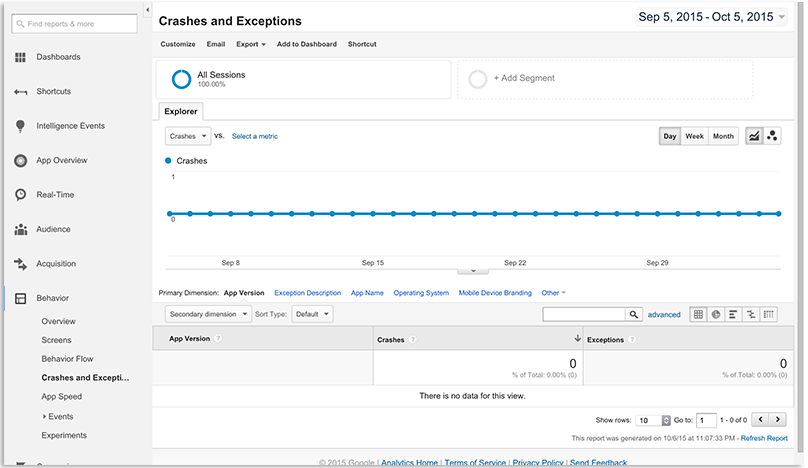 Find reports & more
Dashboards
Shortcuts
Intelligence Events
App Overview
Real-Time
Audience
Acquisition
Behavior
Overview
Screens
Behavior Flow
Crashes and Excepti...
App Speed
Events
Experiments
Crashes and Exceptions
Sep 5, 2015 - Oct 5, 2015
Customize Email Export Add to Dashboard Shortcut
All Sessions
100.00%
+ Add Segment
Explorer
Crashes vs. Select a metric
Day Week Month
Crashes
1
0
Sep 8 Sep 15 Sep 22 Sep 29
Primary Dimension: App Version Exception Description App Name Operating System Mobile Device Branding Other
Secondary dimension Sort Type: Default
advanced
App Version ? Crashes ? Exceptions ?
0 0
% of Total: 0.00% (0) % of Total: 0.00% (0)
There is no data for this view.
Show rows: 10 Go to: 1 1 - 0 of 0
This report was generated on 10/6/15 at 11:07:33 PM - Refresh Report
© 2015 Google | Analytics Home | Terms of Service | Privacy Policy | Send Feedback